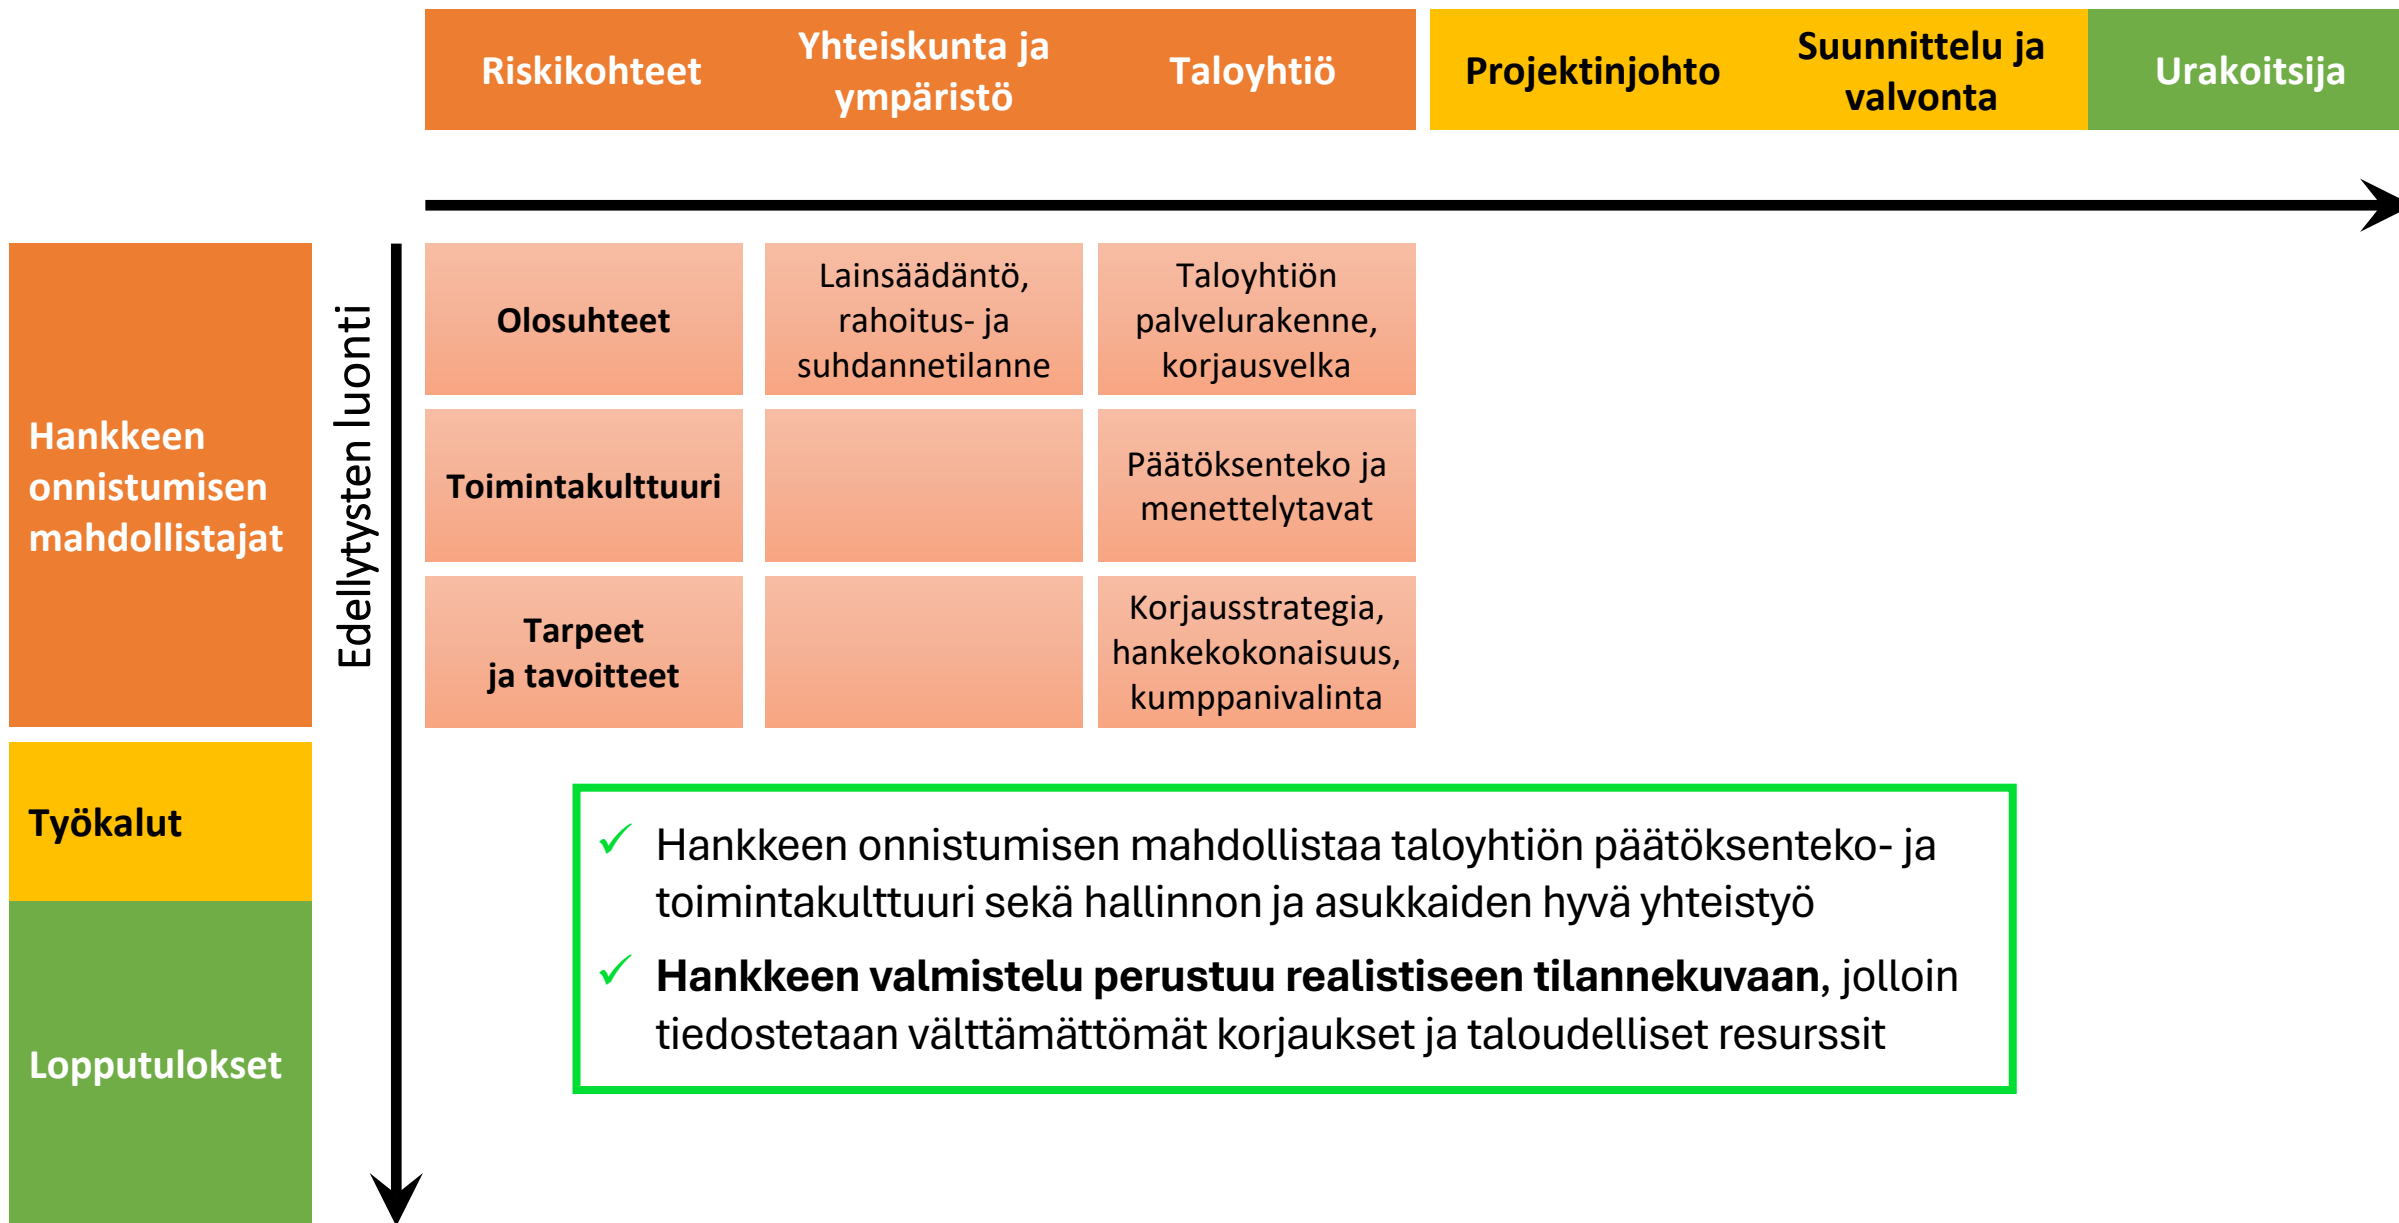 Riskikohteet
Yhteiskunta ja
ympäristö
Taloyhtiö
Projektinjohto
Suunnittelu ja
valvonta
Urakoitsija
Hankkeen
onnistumisen
mahdollistajat
Edellytysten luonti
Olosuhteet
Lainsäädäntö,
rahoitus- ja
suhdannetilanne
Taloyhtiön
palvelurakenne,
korjausvelka
Toimintakulttuuri
Päätöksenteko ja
menettelytavat
Tarpeet
ja tavoitteet
Korjausstrategia,
hankekokonaisuus,
kumppanivalinta
Työkalut
Lopputulokset
✓ Hankkeen onnistumisen mahdollistaa taloyhtiön päätöksenteko- ja
toimintakulttuuri sekä hallinnon ja asukkaiden hyvä yhteistyö
✓ Hankkeen valmistelu perustuu realistiseen tilannekuvaan, jolloin
tiedostetaan välttämättömät korjaukset ja taloudelliset resurssit